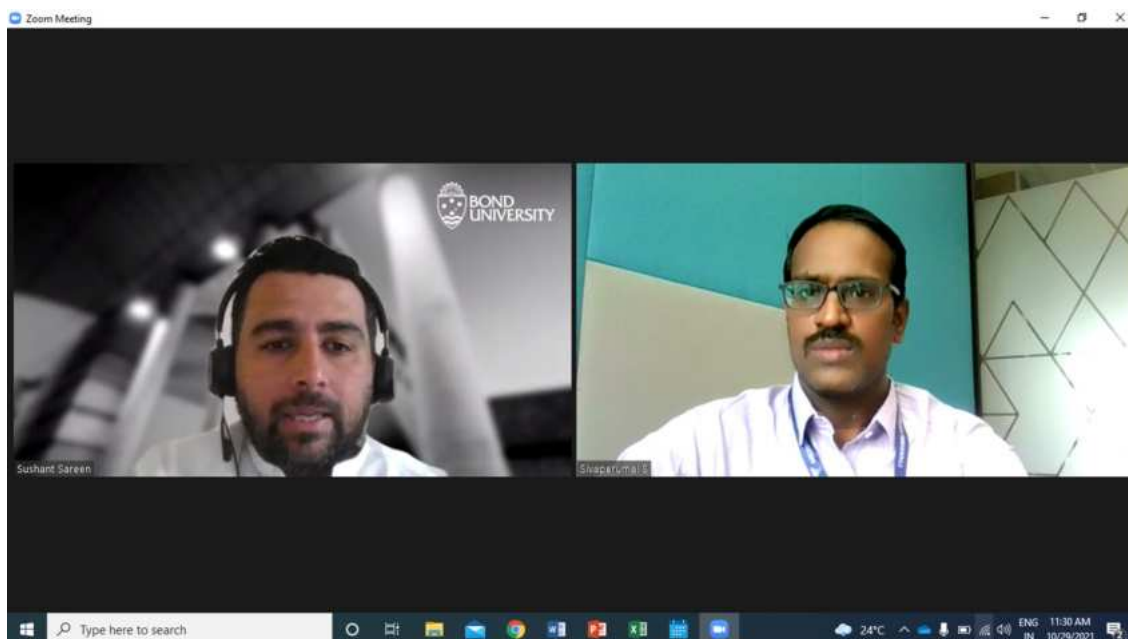 Zoom Meeting
BOND
UNIVERSITY
Sushant Sareen
Sivaperumal S
Type here to search
24°C
ENG
IN
11:30 AM
10/29/2021